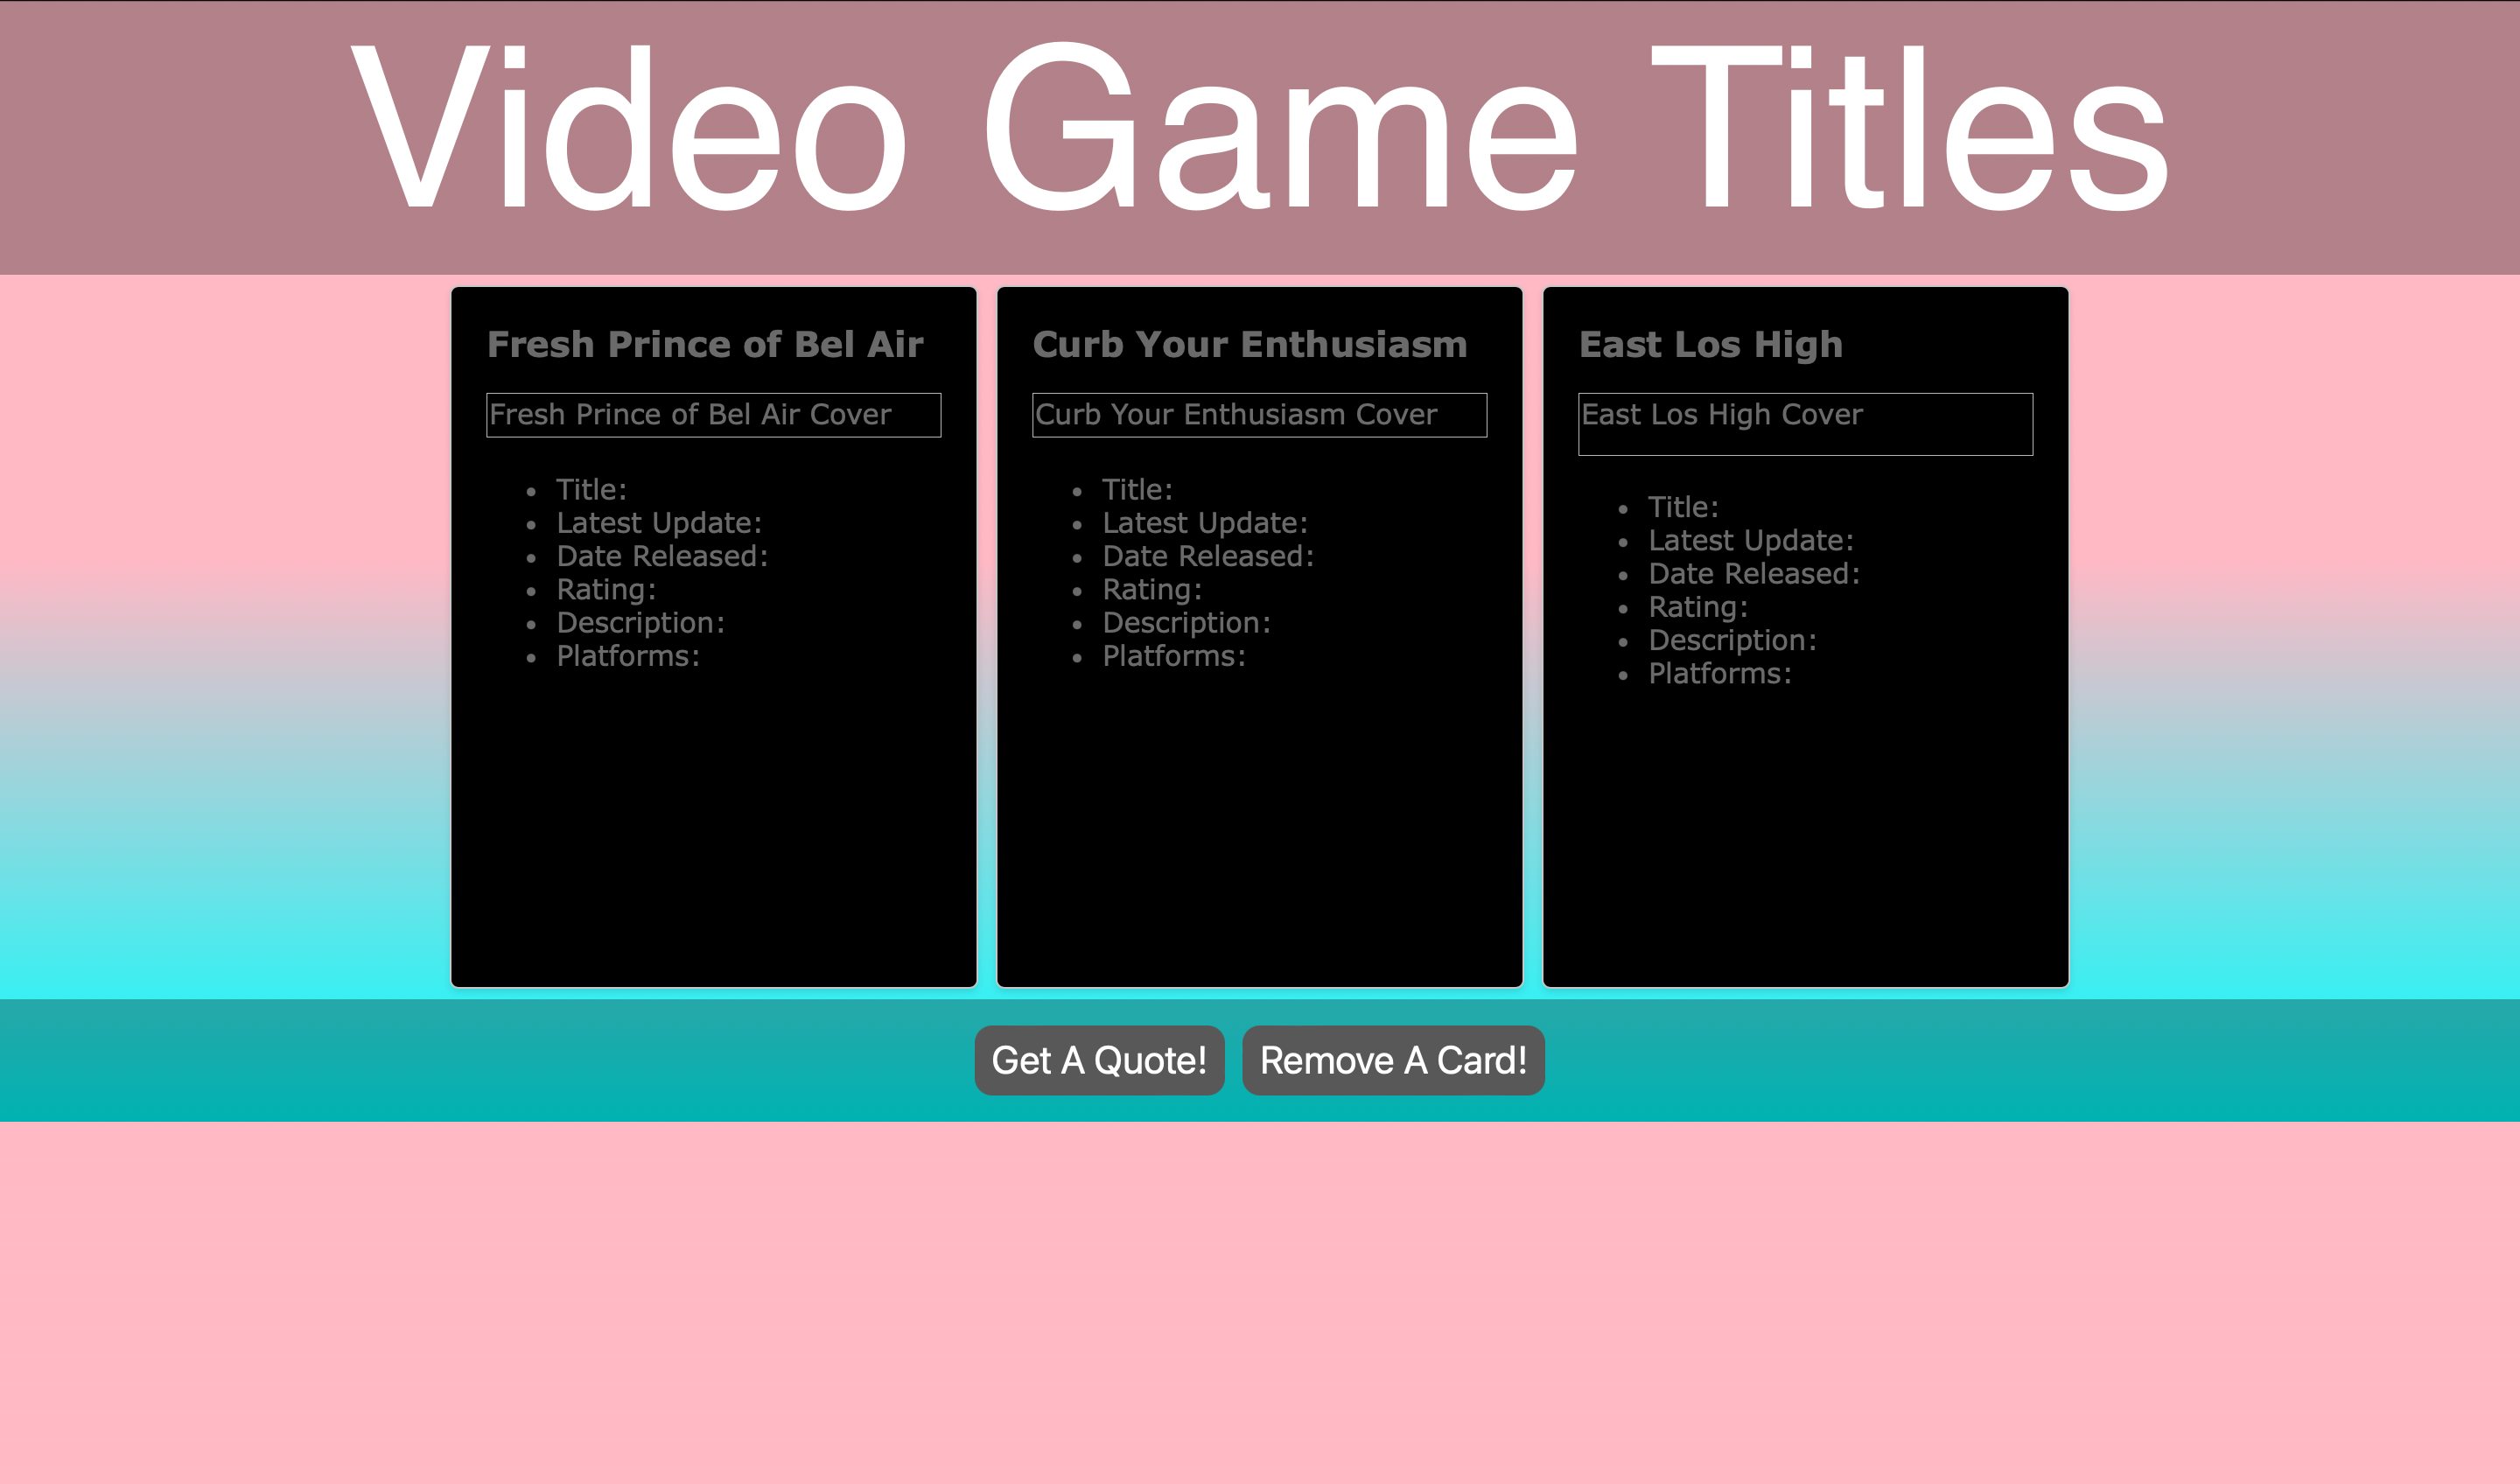 Video Game Titles
Fresh Prince of Bel Air
Fresh Prince of Bel Air Cover
Title:
Latest Update:
Date Released:
Rating:
Description:
Platforms:
Curb Your Enthusiasm
Curb Your Enthusiasm Cover
Title:
Latest Update:
Date Released:
Rating:
Description:
Platforms:
East Los High
East Los High Cover
Title:
Latest Update:
Date Released:
Rating:
Description:
Platforms:
Get A Quote!
Remove A Card!